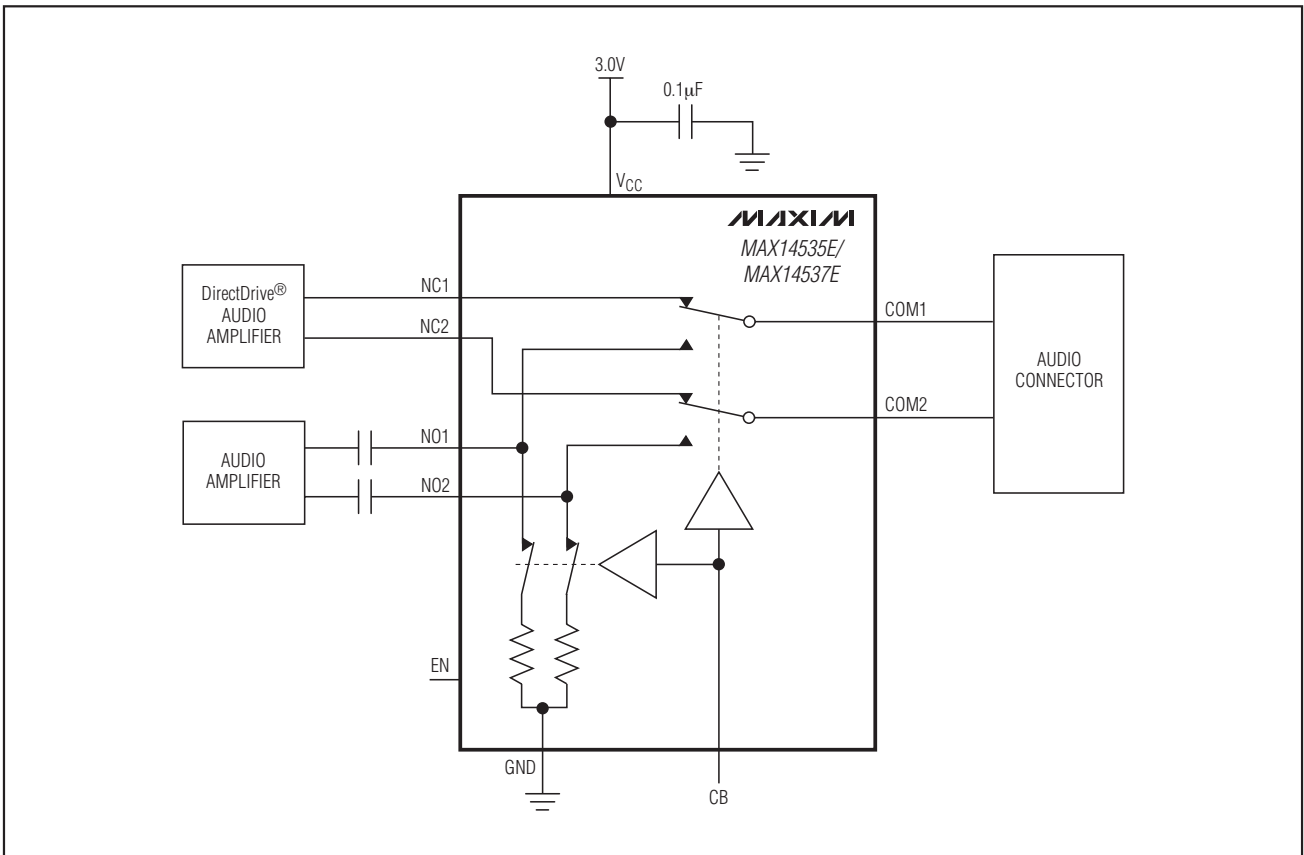 3.0V
0.1µF
VCC
MAXIM
MAX14535E/
MAX14537E
DirectDrive®
AUDIO
AMPLIFIER
NC1
NC2
COM1
COM2
AUDIO
CONNECTOR
AUDIO
AMPLIFIER
NO1
NO2
EN
GND
CB